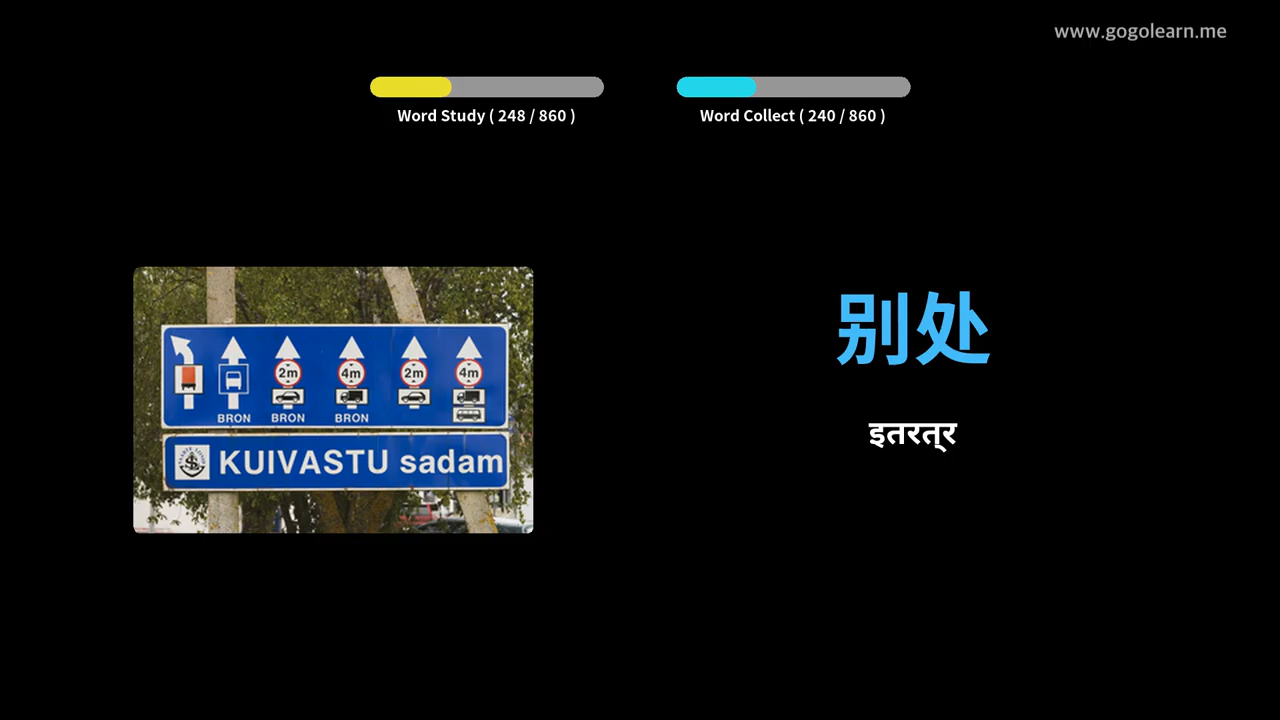 www.gogolearn.me
Word Study ( 248 / 860 )
Word Collect ( 240 / 860 )
别处
इतरत्र
2m 4m 2m 4m
BRON BRON BRON
KUIVASTU sadam